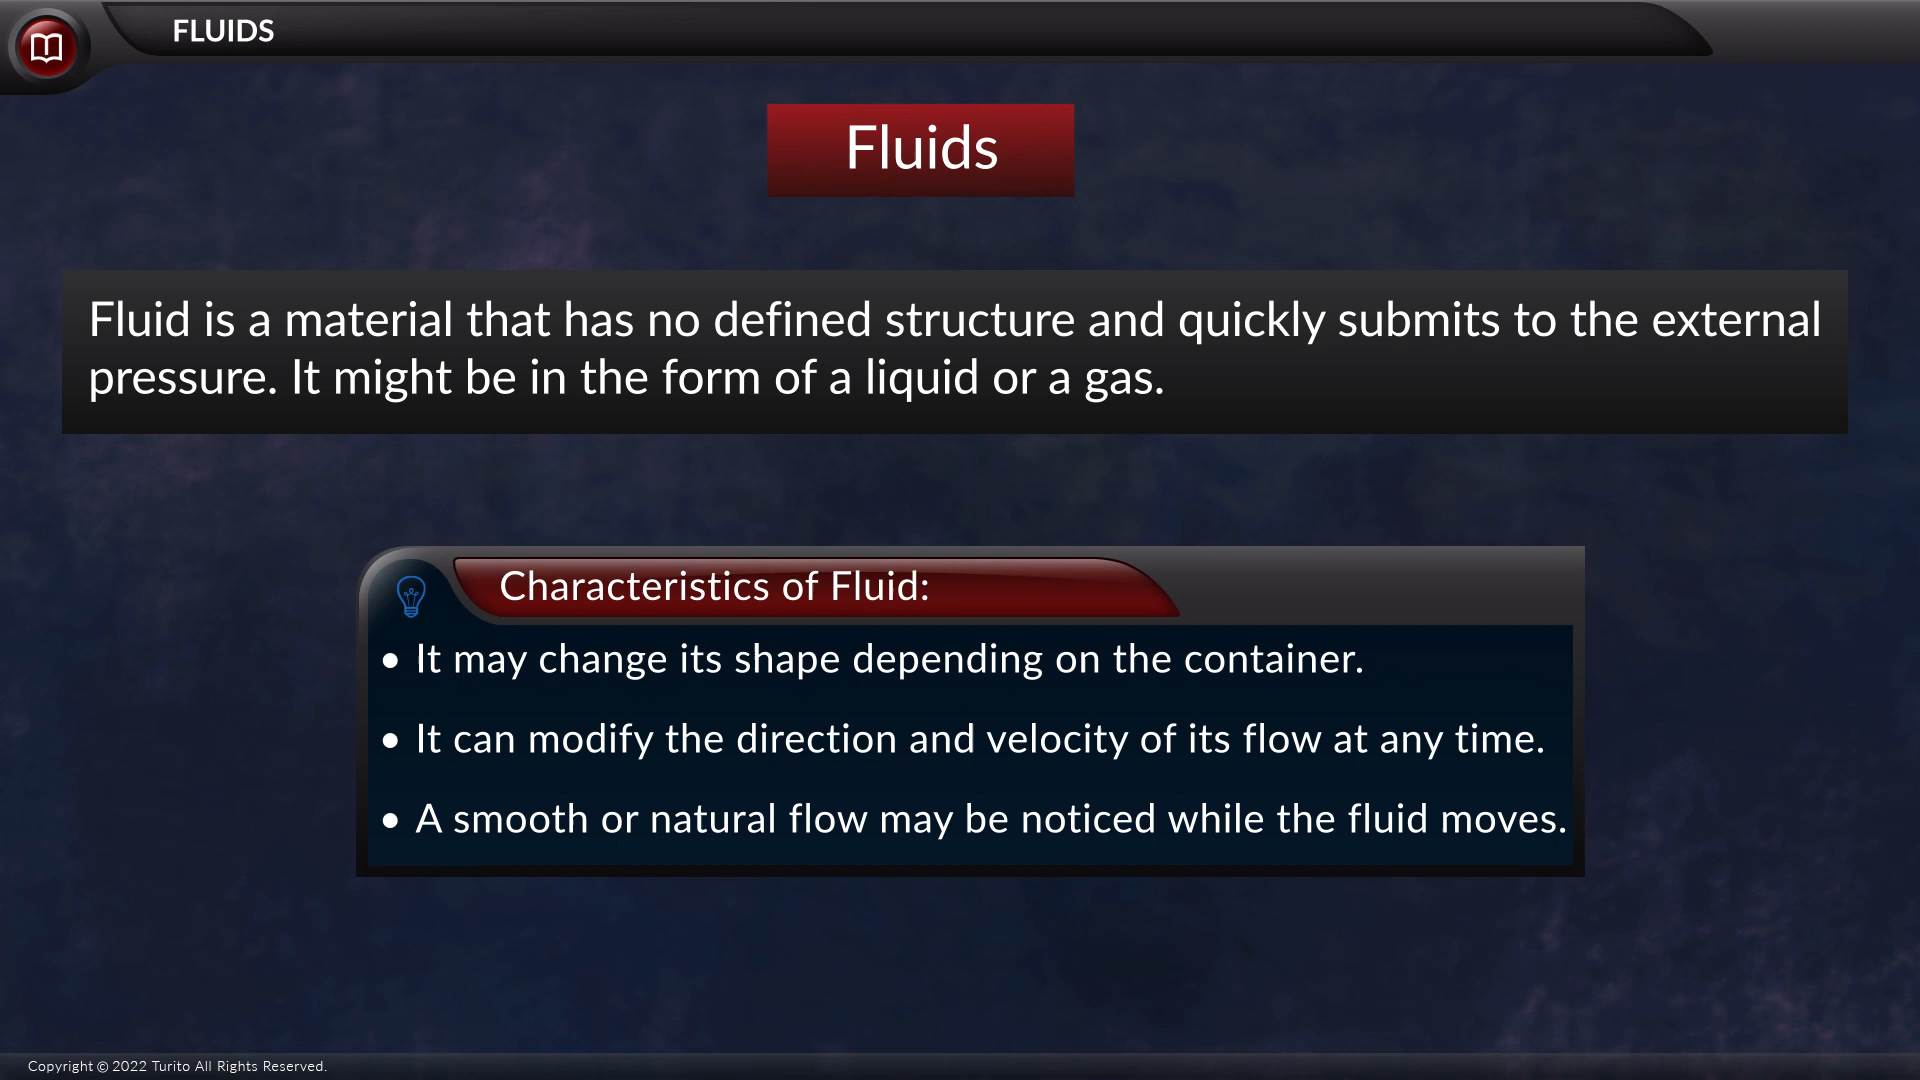 FLUIDS
Fluids
Fluid is a material that has no defined structure and quickly submits to the external
pressure. It might be in the form of a liquid or a gas.
Characteristics of Fluid:
• It may change its shape depending on the container.
• It can modify the direction and velocity of its flow at any time.
• A smooth or natural flow may be noticed while the fluid moves.
Copyright © 2022 Turito All Rights Reserved.